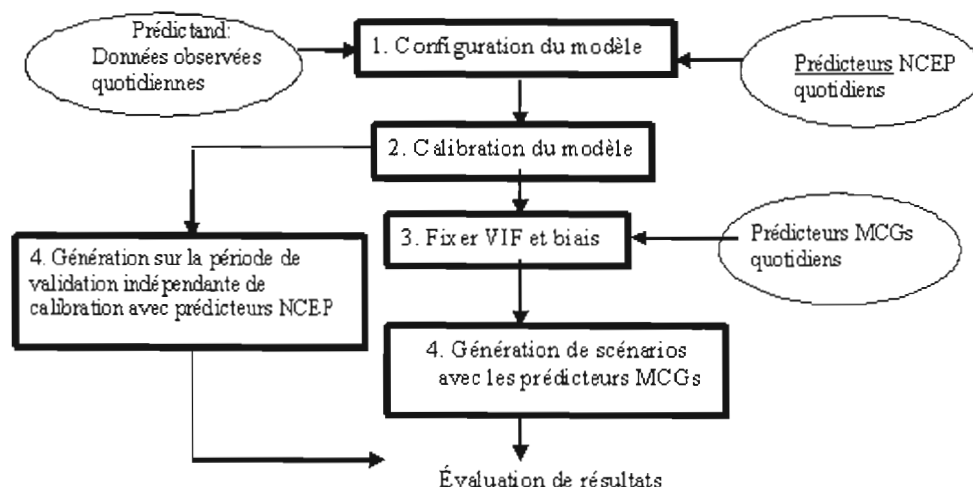 Prédictand:
Données observées
quotidiennes
1. Configuration du modèle
Prédicteurs NCEP
quotidiens
2. Calibration du modèle
3. Fixer VIF et biais
Prédicteurs MCGs
quotidiens
4. Génération sur la période de
validation indépendante de
calibration avec prédicteurs NCEP
4. Génération de scénarios
avec les prédicteurs MCGs
Évaluation de résultats